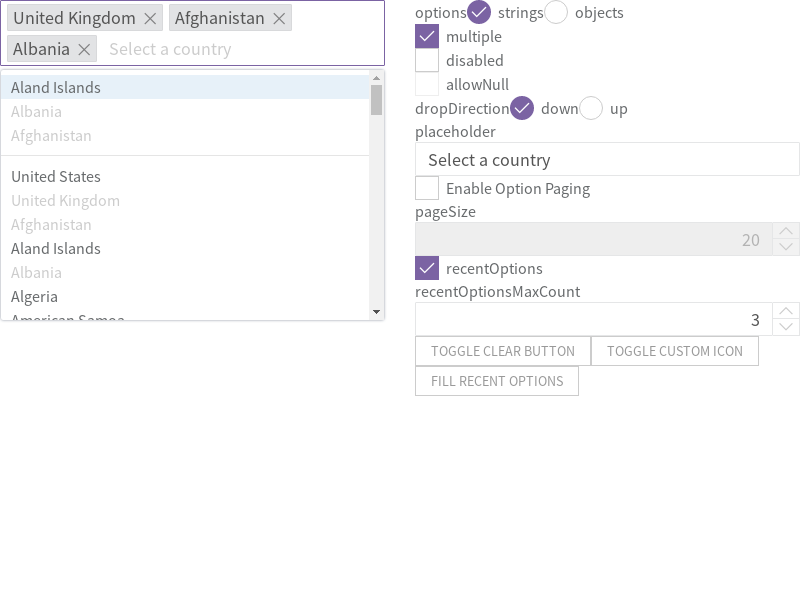 United Kingdom Afghanistan
Albania Select a country
Aland Islands
Albania
Afghanistan
United States
United Kingdom
Afghanistan
Aland Islands
Albania
Algeria
American Samoa
options strings objects
multiple
disabled
allowNull
dropDirection down up
placeholder
Select a country
Enable Option Paging
pageSize
20
recentOptions
recentOptionsMaxCount
3
TOGGLE CLEAR BUTTON TOGGLE CUSTOM ICON
FILL RECENT OPTIONS